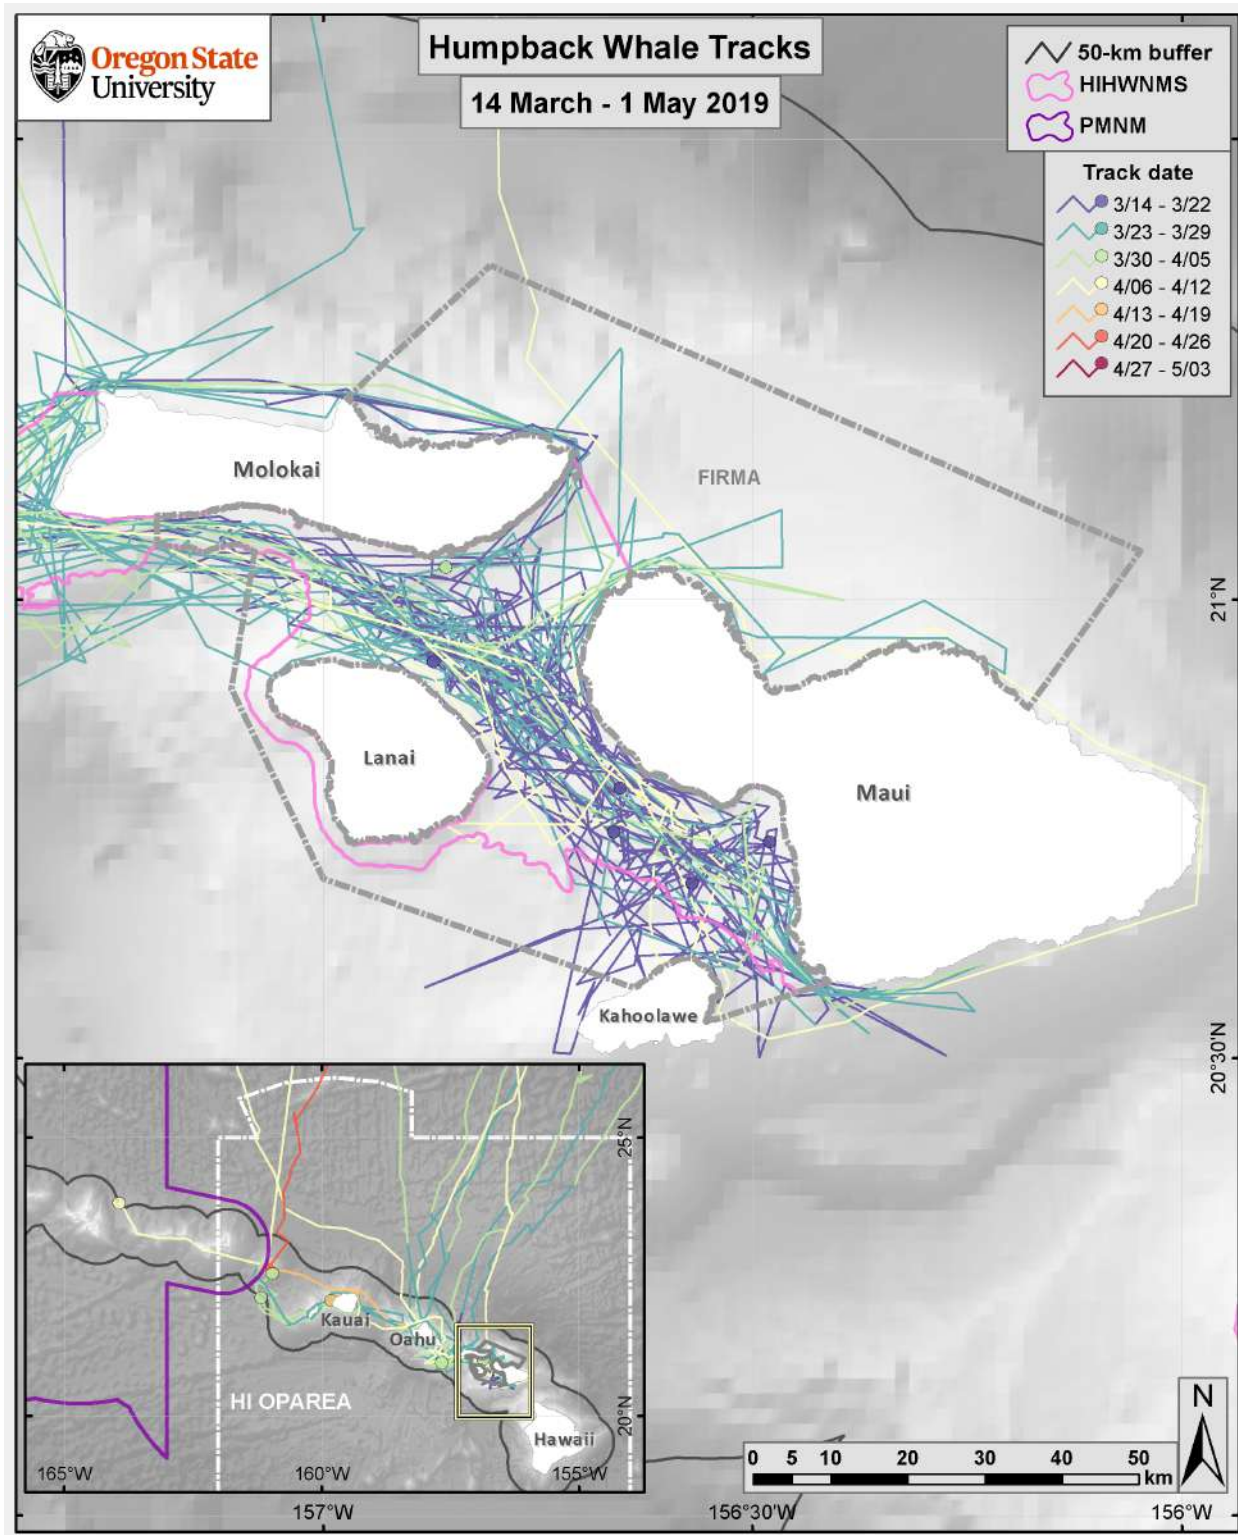 Oregon State
University
Humpback Whale Tracks
14 March - 1 May 2019
50-km buffer
HIHWNMS
PMNM
Track date
3/14 - 3/22
3/23 - 3/29
3/30 - 4/05
4/06 - 4/12
4/13 - 4/19
4/20 - 4/26
4/27 - 5/03
Molokai
FIRMA
21°N
Lanai
Maui
Kahoolawe
20°30'N
25°N
Kauai
Oahu
HI OPAREA
20°N
Hawaii
165°W
160°W
155°W
N
0 5 10 20 30 40 50
km
157°W
156°30'W
156°W